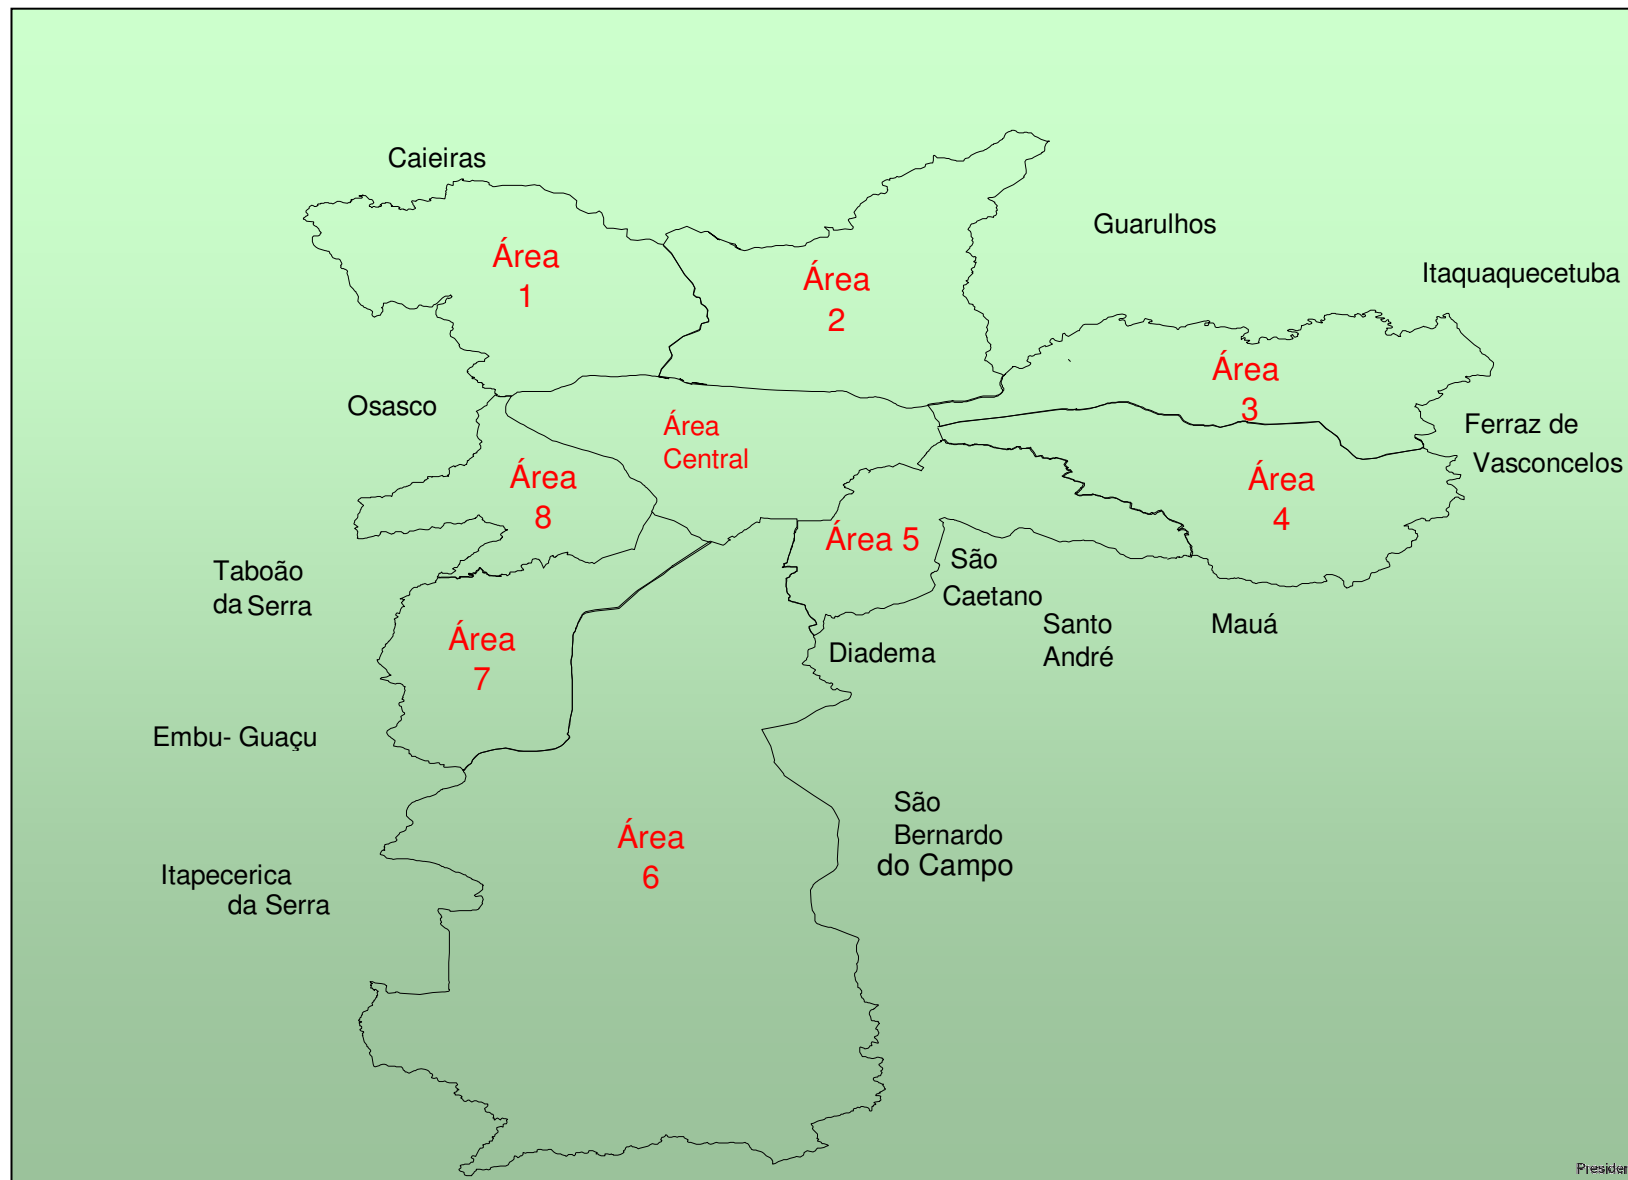 Caieiras
Guarulhos
Área
1
Área
2
Itaquaquecetuba
Área
3
Osasco
Área
Central
Ferraz de
Vasconcelos
Área
8
Área
4
Área 5
São
Caetano
Taboão
da Serra
Santo
André
Mauá
Área
7
Diadema
Embu- Guaçu
São
Bernardo
do Campo
Área
6
Itapecerica
da Serra